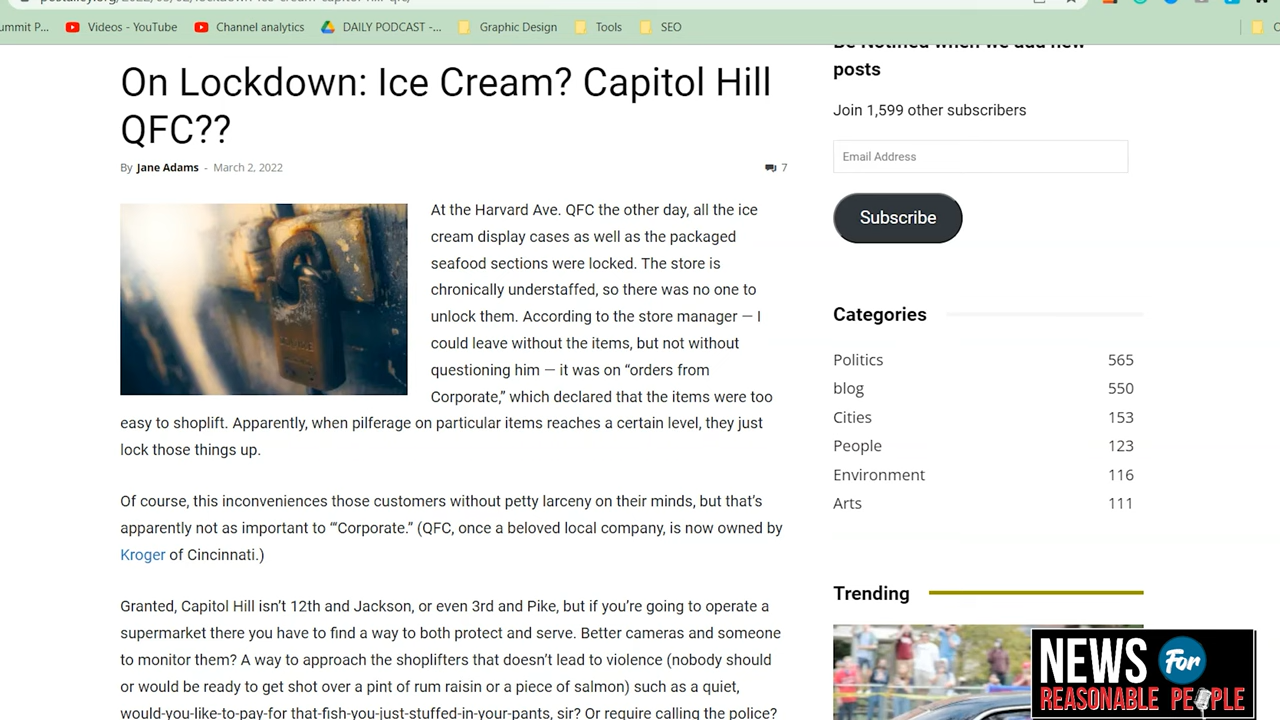 ummit P...
Videos - YouTube
Channel analytics
DAILY PODCAST -...
Graphic Design
Tools
SEO
On Lockdown: Ice Cream? Capitol Hill
QFC??
By Jane Adams - March 2, 2022
7
At the Harvard Ave. QFC the other day, all the ice
cream display cases as well as the packaged
seafood sections were locked. The store is
chronically understaffed, so there was no one to
unlock them. According to the store manager — I
could leave without the items, but not without
questioning him — it was on “orders from
Corporate,” which declared that the items were too
easy to shoplift. Apparently, when pilferage on particular items reaches a certain level, they just
lock those things up.
Of course, this inconveniences those customers without petty larceny on their minds, but that’s
apparently not as important to “‘Corporate.” (QFC, once a beloved local company, is now owned by
Kroger of Cincinnati.)
Granted, Capitol Hill isn’t 12th and Jackson, or even 3rd and Pike, but if you’re going to operate a
supermarket there you have to find a way to both protect and serve. Better cameras and someone
to monitor them? A way to approach the shoplifters that doesn’t lead to violence (nobody should
or would be ready to get shot over a pint of rum raisin or a piece of salmon) such as a quiet,
would-you-like-to-pay-for that-fish-you-just-stuffed-in-your-pants, sir? Or require calling the police?
Be Notified when we add new
posts
Join 1,599 other subscribers
Email Address
Subscribe
Categories
Politics 565
blog 550
Cities 153
People 123
Environment 116
Arts 111
Trending
NEWS For
REASONABLE PEOPLE